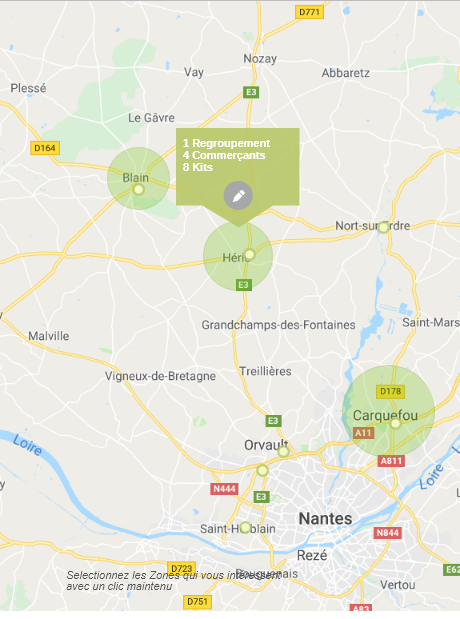 D771
Nozay
Vay
Abbaretz
Plessé
E3
Le Gâvre
D164
1 Regroupement
4 Commerçants
8 Kits
Blain
Nort-sur-Erdre
Héric
E3
Grandchamps-des-Fontaines
Saint-Mars
Malville
Treillières
Vigneux-de-Bretagne
D178
Carquefou
E3
A11
Orvault
Loire
A811
Loire
N444
E3
Nantes
Saint-Herblain
N844
Rezé
D723
E62
Selectionnez les Zones qui vous intéressent
Bouguenais
avec un clic maintenu
Vertou
D751
A83